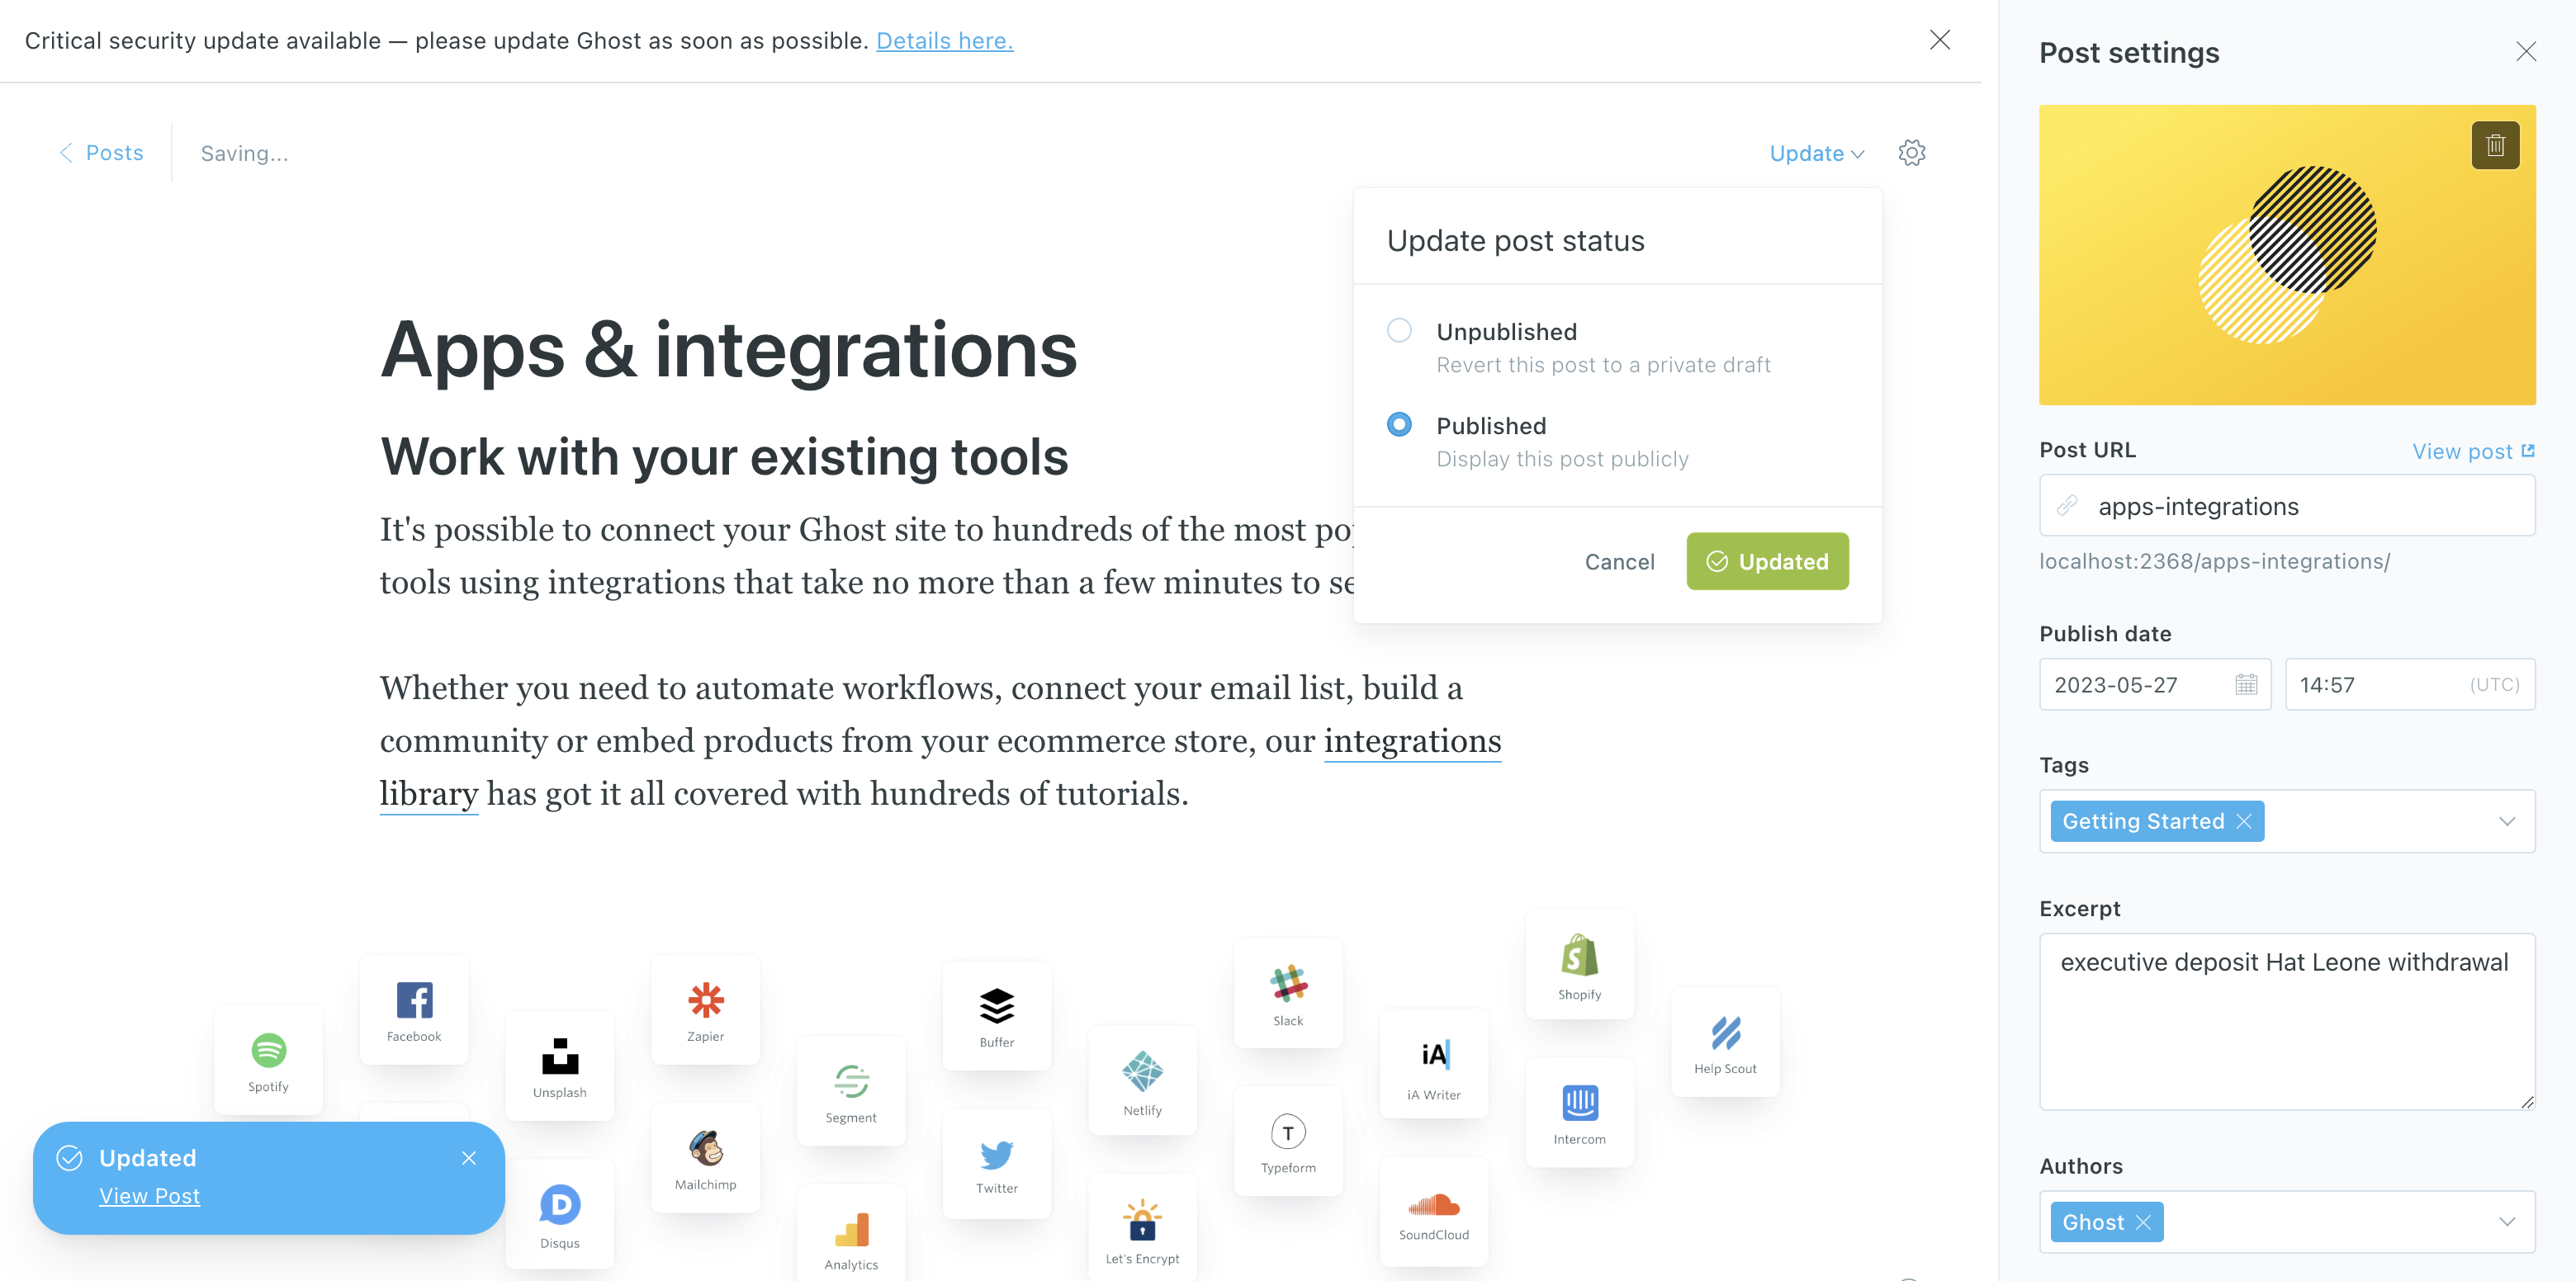 Critical security update available — please update Ghost as soon as possible. Details here.
Posts
Saving...
Update
Update post status
Unpublished
Revert this post to a private draft
Published
Display this post publicly
Cancel
Updated
Apps & integrations
Work with your existing tools
It's possible to connect your Ghost site to hundreds of the most
tools using integrations that take no more than a few minutes to
Whether you need to automate workflows, connect your email list, build a
community or embed products from your ecommerce store, our integrations
library has got it all covered with hundreds of tutorials.
Spotify
Facebook
Unsplash
Zapier
Segment
Buffer
Netlify
Slack
iA
iA Writer
Shopify
Help Scout
Disqus
Mailchimp
Analytics
Twitter
Let's Encrypt
T
Typeform
SoundCloud
Intercom
Updated
View Post
Post settings
Post URL
View post
apps-integrations
localhost:2368/apps-integrations/
Publish date
2023-05-27
14:57
(UTC)
Tags
Getting Started
Excerpt
executive deposit Hat Leone withdrawal
Authors
Ghost